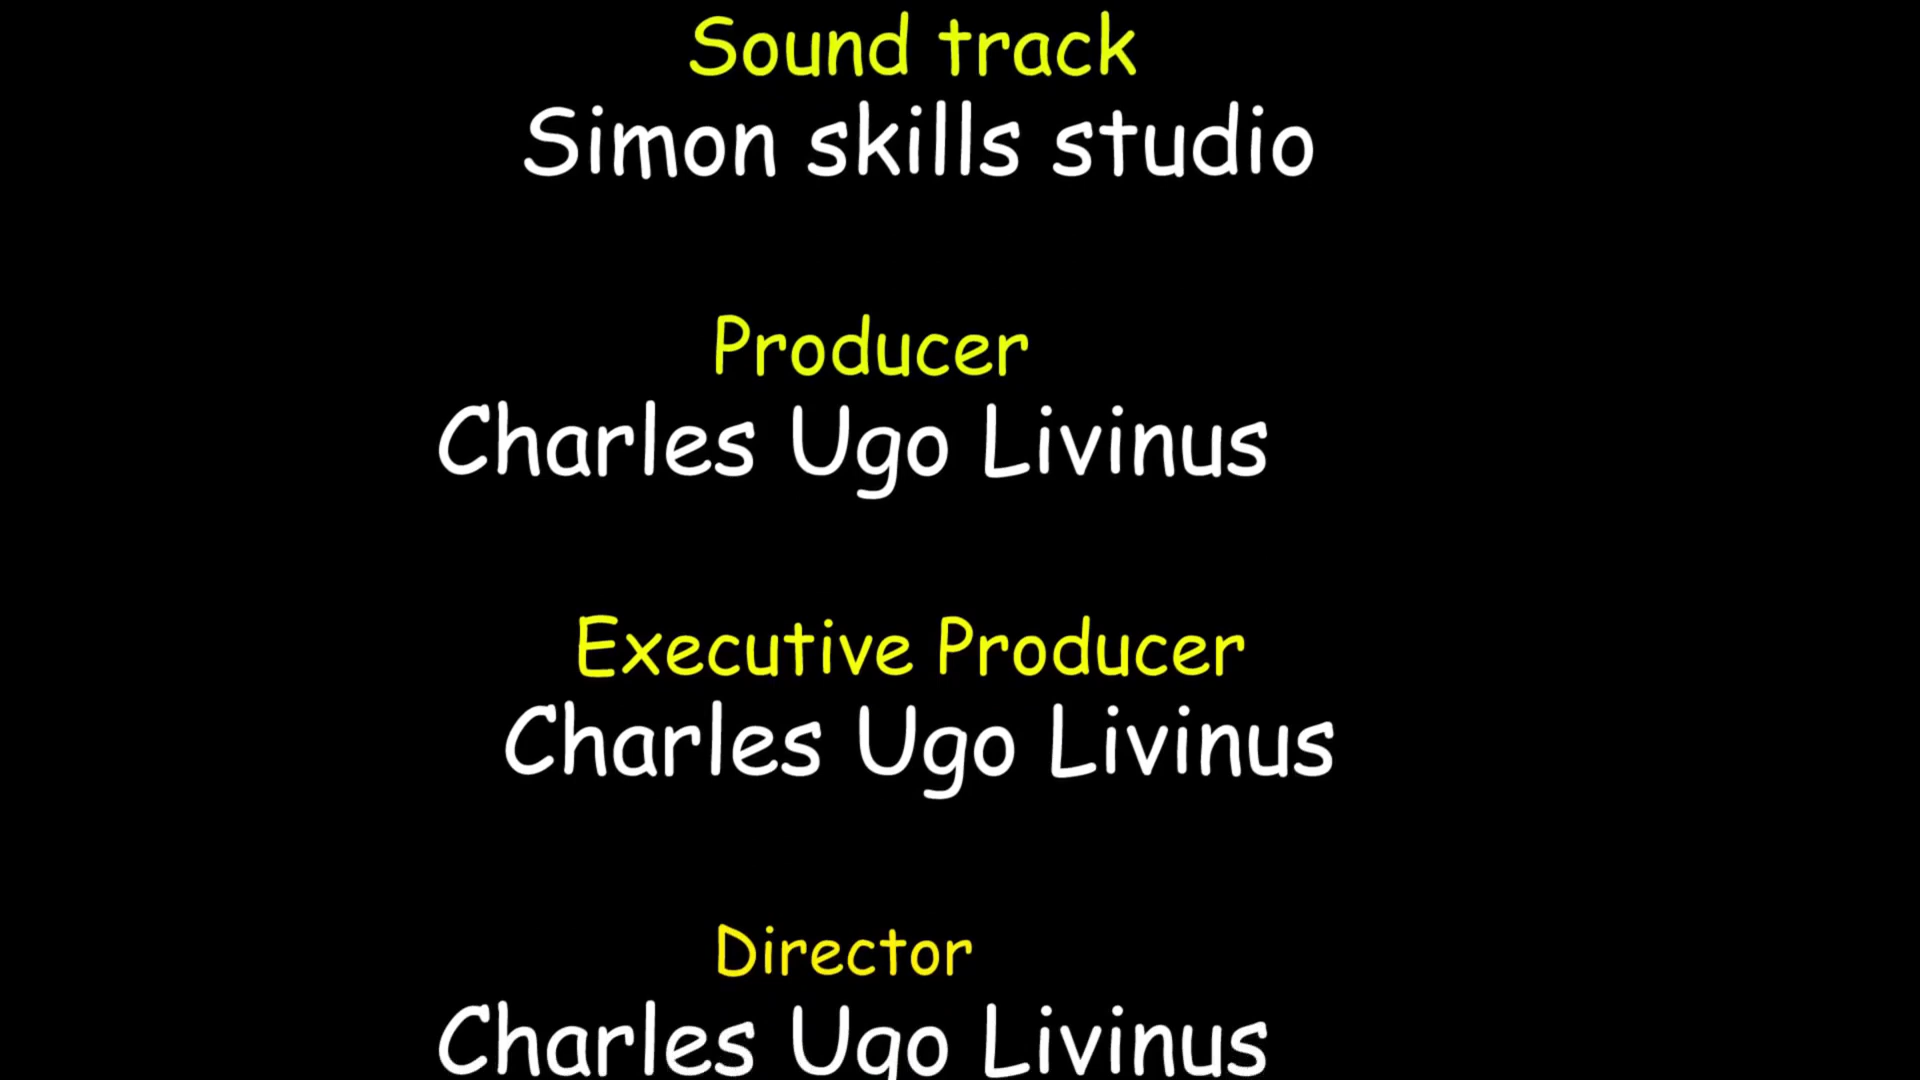 Sound track
Simon skills studio
Producer
Charles Ugo Livinus
Executive Producer
Charles Ugo Livinus
Director
Charles Ugo Livinus